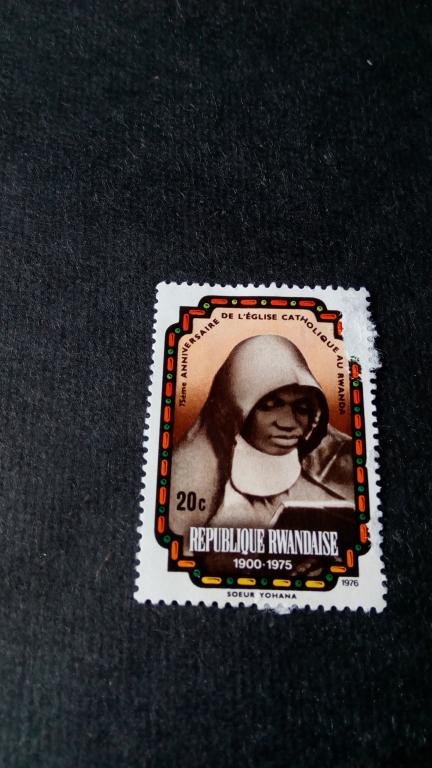 75ème ANNIVERSAIRE DE L'ÉGLISE CATHOLIQUE AU RWANDA
20c
REPUBLIQUE RWANDAISE
1900-1975
1976
SOEUR YOHANA